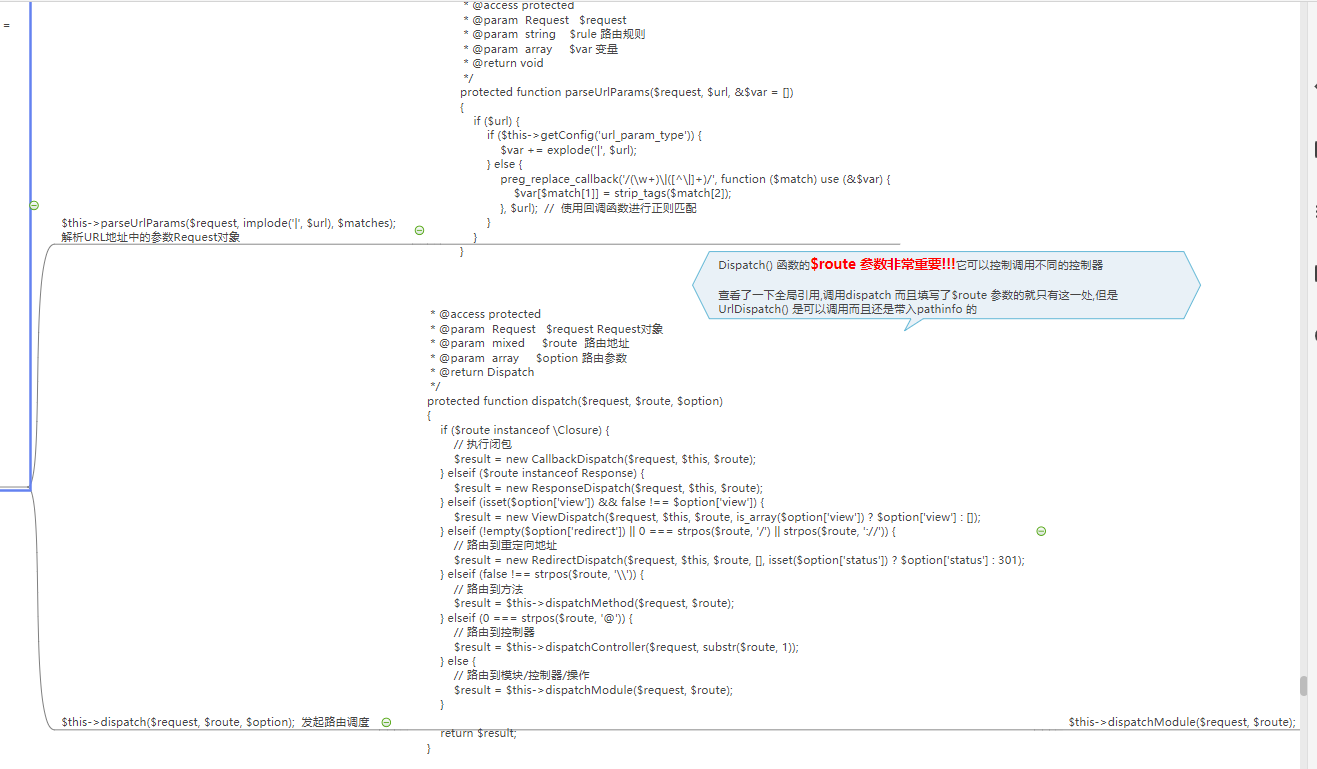 =
* @access protected
* @param  Request   $request
* @param  string    $rule 路由规则
* @param  array     $var 变量
* @return void
*/
protected function parseUrlParams($request, $url, &$var = [])
{
if ($url) {
if ($this->getConfig('url_param_type')) {
$var += explode('|', $url);
} else {
preg_replace_callback('/(\w+)\|([^\|]+)/', function ($match) use (&$var) {
$var[$match[1]] = strip_tags($match[2]);
}, $url);  //  使用回调函数进行正则匹配
}
}
}
$this->parseUrlParams($request, implode('|', $url), $matches);
解析URL地址中的参数Request对象
Dispatch() 函数的$route 参数非常重要!!!它可以控制调用不同的控制器
查看了一下全局引用,调用dispatch 而且填写了$route 参数的就只有这一处,但是
UrlDispatch() 是可以调用而且还是带入pathinfo 的
* @access protected
* @param  Request   $request Request对象
* @param  mixed     $route  路由地址
* @param  array     $option 路由参数
* @return Dispatch
*/
protected function dispatch($request, $route, $option)
{
if ($route instanceof \Closure) {
// 执行闭包
$result = new CallbackDispatch($request, $this, $route);
} elseif ($route instanceof Response) {
$result = new ResponseDispatch($request, $this, $route);
} elseif (isset($option['view']) && false !== $option['view']) {
$result = new ViewDispatch($request, $this, $route, is_array($option['view']) ? $option['view'] : []);
} elseif (!empty($option['redirect']) || 0 === strpos($route, '/') || strpos($route, '://')) {
// 路由到重定向地址
$result = new RedirectDispatch($request, $this, $route, [], isset($option['status']) ? $option['status'] : 301);
} elseif (false !== strpos($route, '\\')) {
// 路由到方法
$result = $this->dispatchMethod($request, $route);
} elseif (0 === strpos($route, '@')) {
// 路由到控制器
$result = $this->dispatchController($request, substr($route, 1));
} else {
// 路由到模块/控制器/操作
$result = $this->dispatchModule($request, $route);
}
return $result;
}
$this->dispatch($request, $route, $option);  发起路由调度
$this->dispatchModule($request, $route);